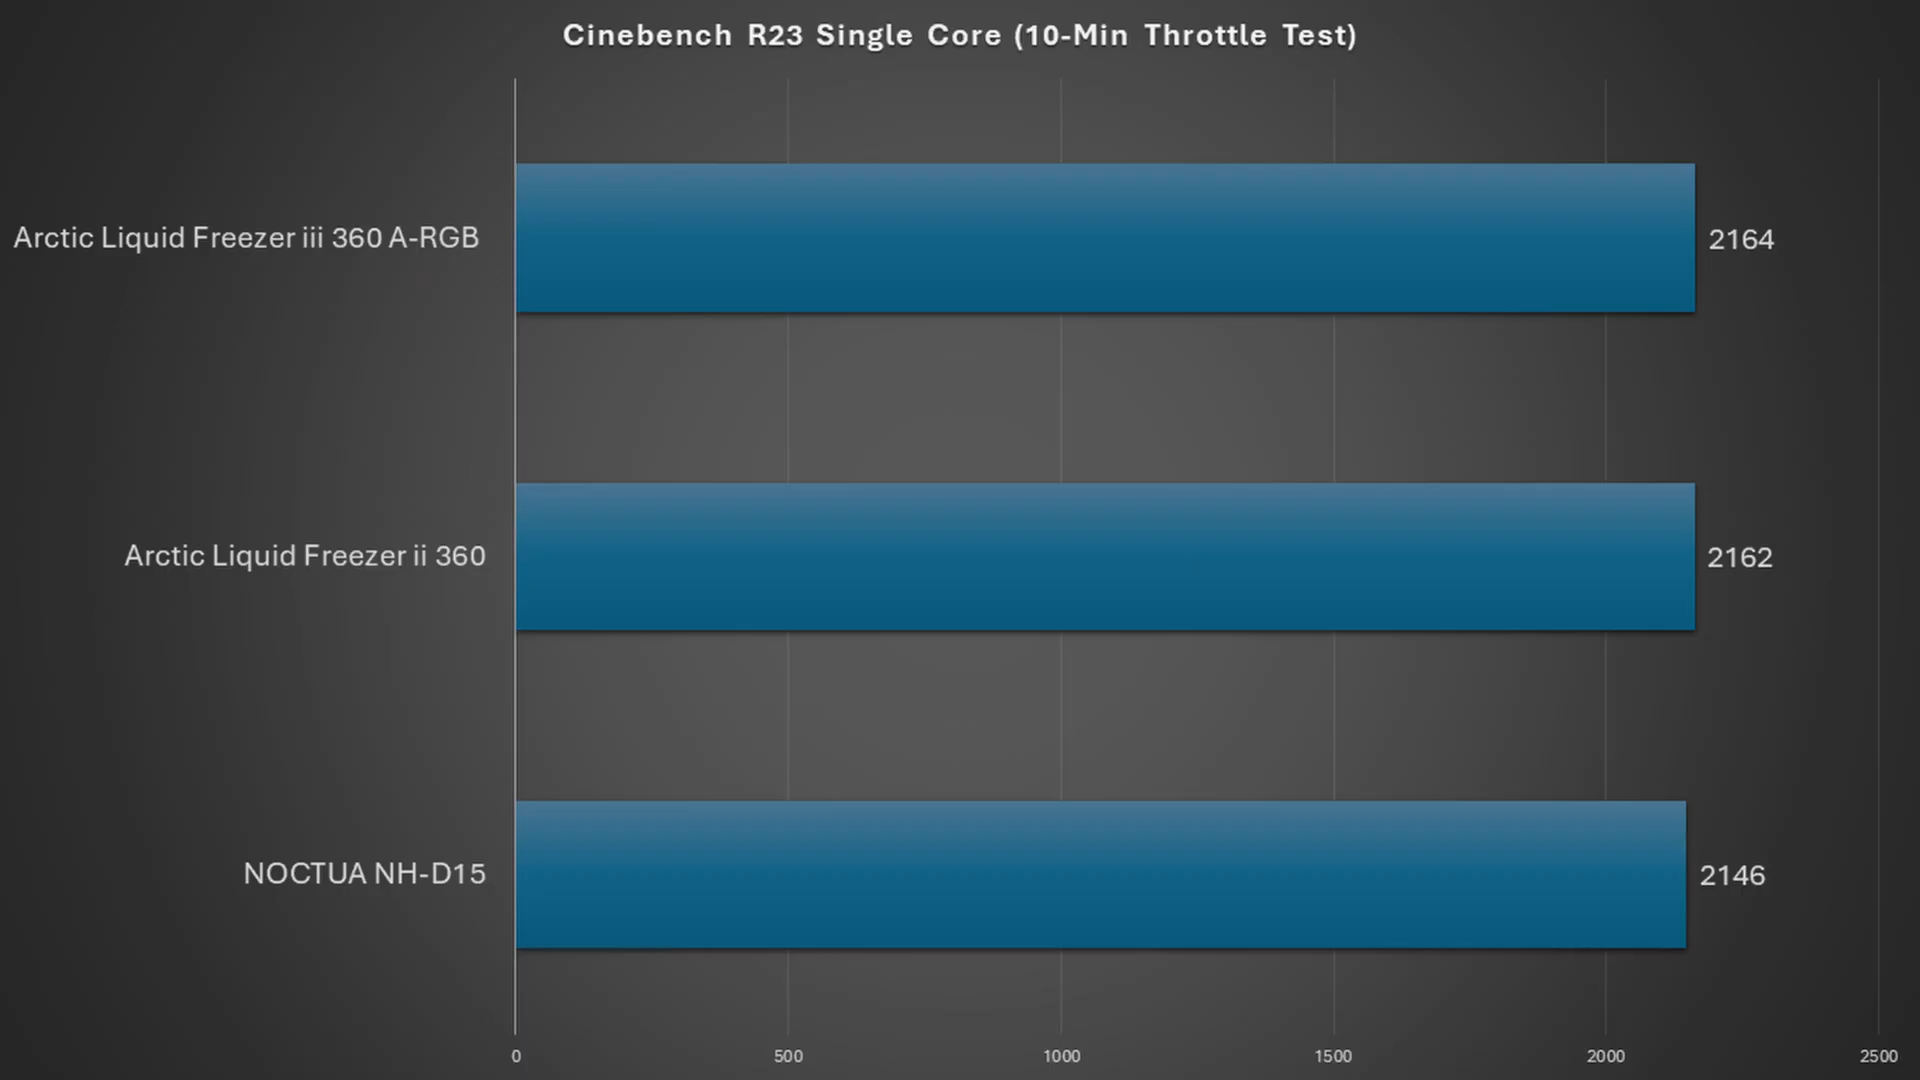 Cinebench R23 Single Core (10-Min Throttle Test)
Arctic Liquid Freezer iii 360 A-RGB 2164
Arctic Liquid Freezer ii 360 2162
NOCTUA NH-D15 2146
0 500 1000 1500 2000 2500